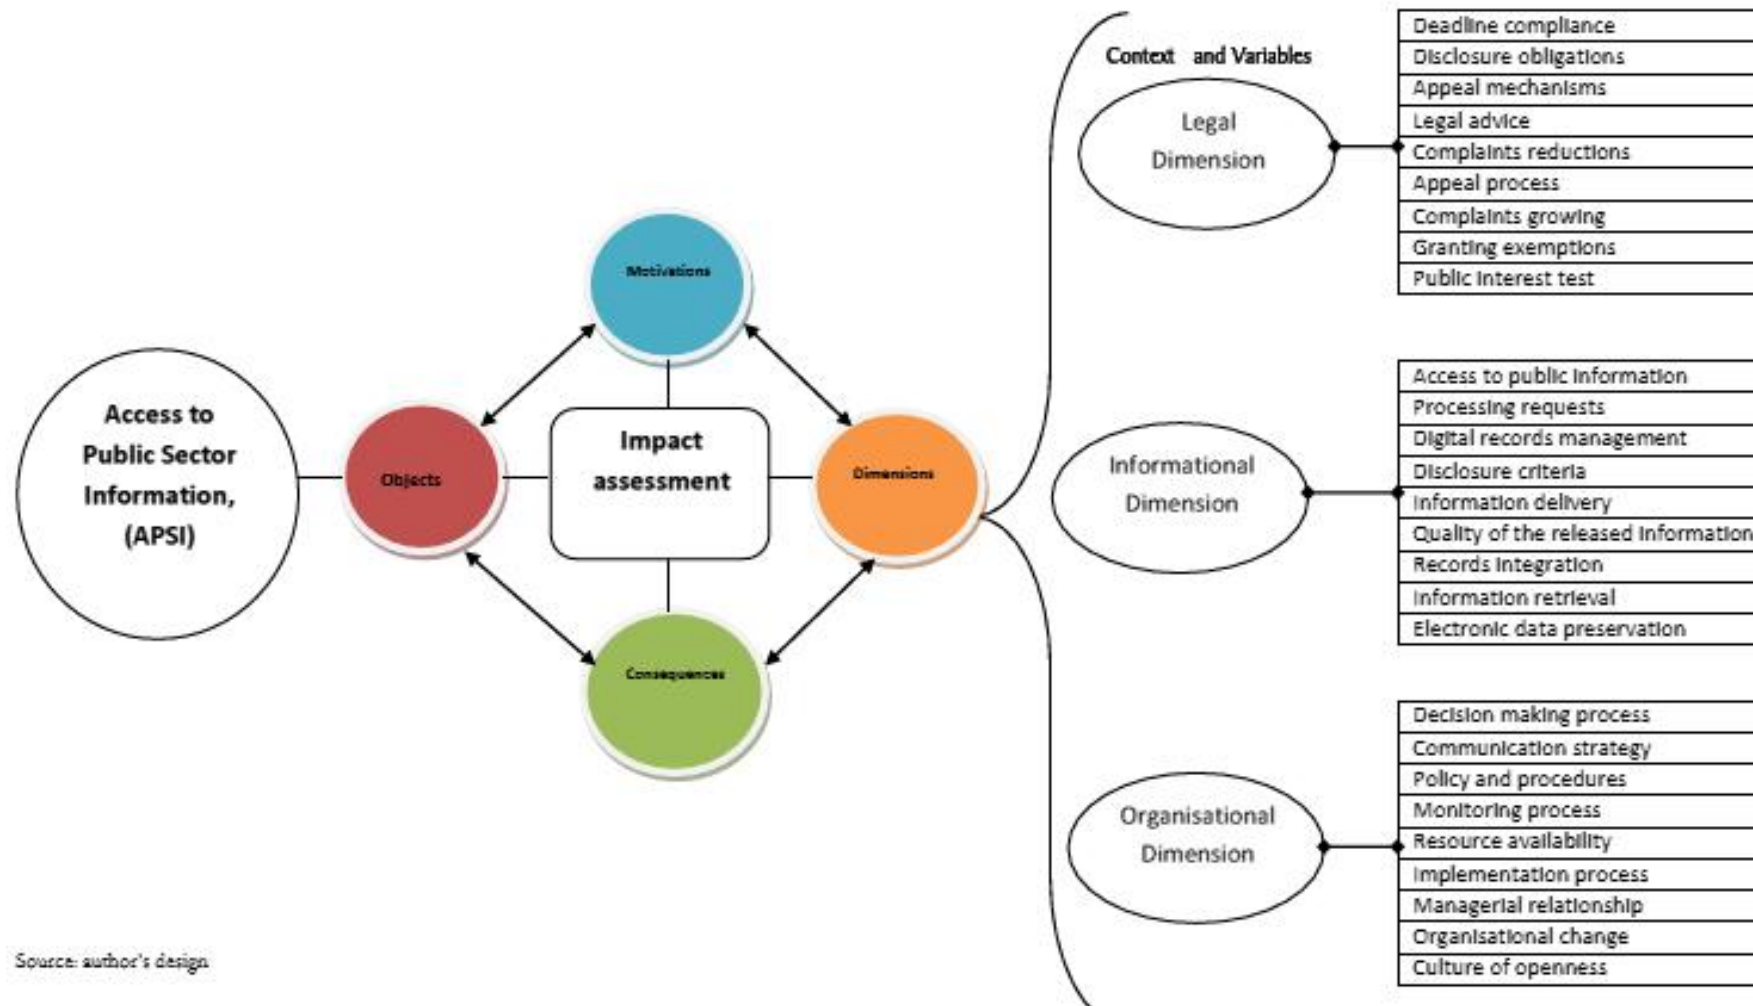 Access to
Public Sector
Information,
(APSI)
Motivations
Objects
Impact
assessment
Dimensions
Consequences
Context and Variables
Legal
Dimension
Deadline compliance
Disclosure obligations
Appeal mechanisms
Legal advice
Complaints reductions
Appeal process
Complaints growing
Granting exemptions
Public interest test
Informational
Dimension
Access to public information
Processing requests
Digital records management
Disclosure criteria
Information delivery
Quality of the released information
Records integration
Information retrieval
Electronic data preservation
Organisational
Dimension
Decision making process
Communication strategy
Policy and procedures
Monitoring process
Resource availability
Implementation process
Managerial relationship
Organisational change
Culture of openness
Source: author's design